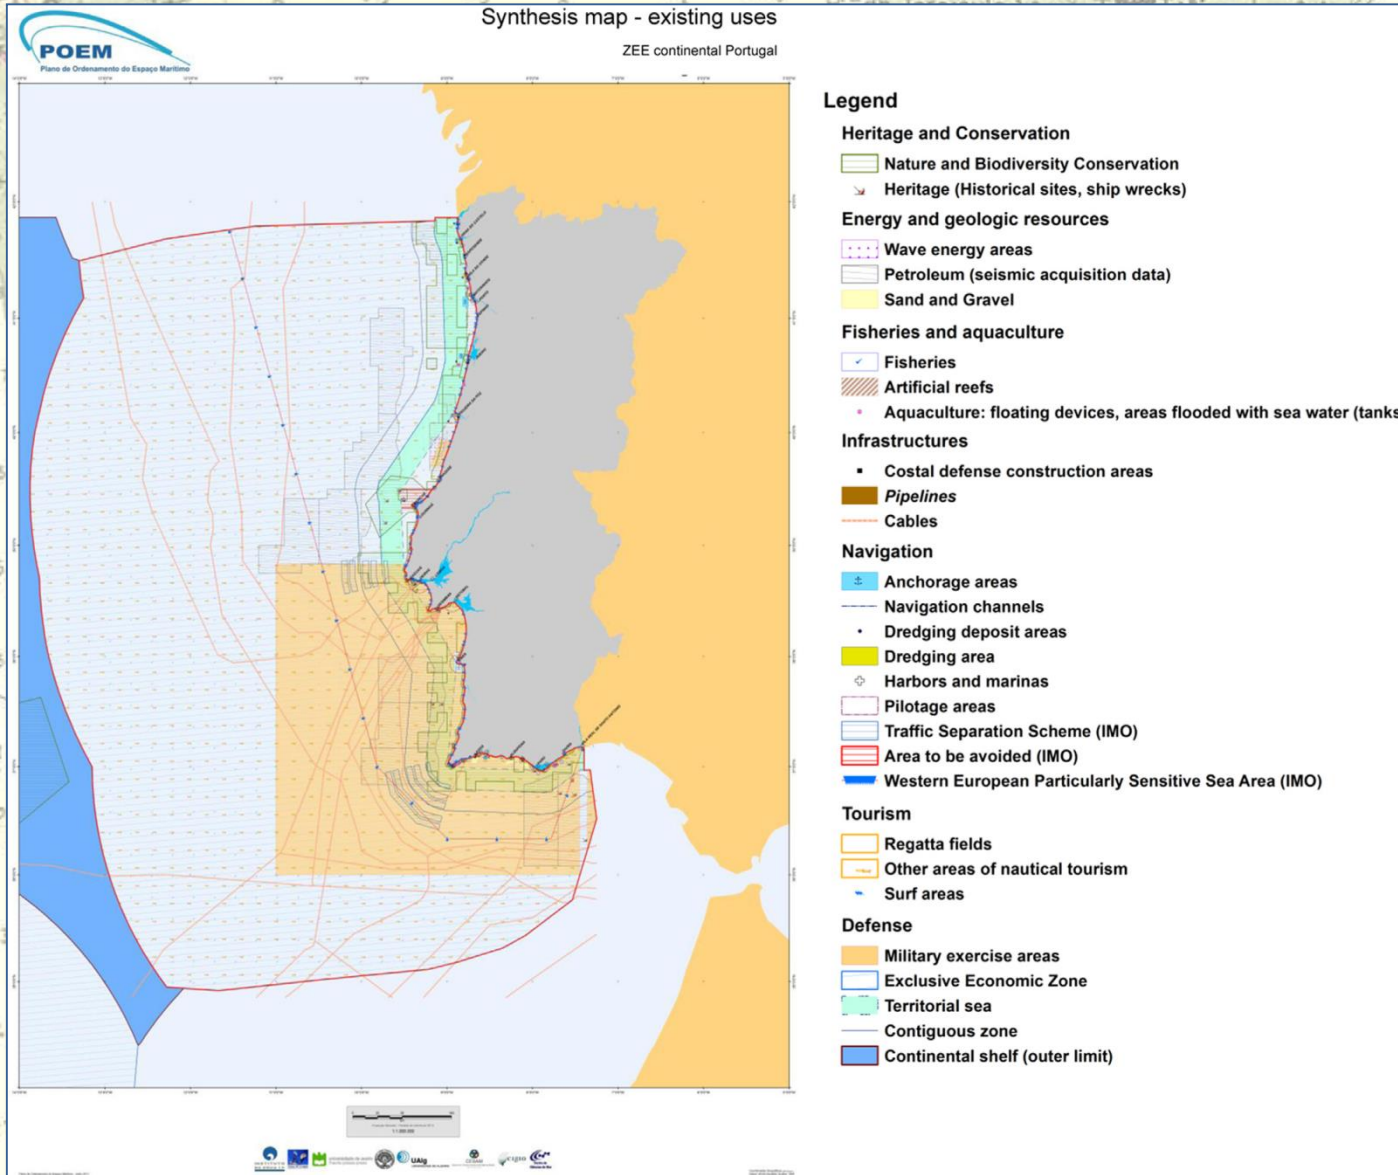 Synthesis map - existing uses
ZEE continental Portugal
POEM
Plano de Ordenamento do Espaço Marítimo
Legend
Heritage and Conservation
Nature and Biodiversity Conservation
Heritage (Historical sites, ship wrecks)
Energy and geologic resources
Wave energy areas
Petroleum (seismic acquisition data)
Sand and Gravel
Fisheries and aquaculture
Fisheries
Artificial reefs
Aquaculture: floating devices, areas flooded with sea water (tanks
Infrastructures
Costal defense construction areas
Pipelines
Cables
Navigation
Anchorage areas
Navigation channels
Dredging deposit areas
Dredging area
Harbors and marinas
Pilotage areas
Traffic Separation Scheme (IMO)
Area to be avoided (IMO)
Western European Particularly Sensitive Sea Area (IMO)
Tourism
Regatta fields
Other areas of nautical tourism
Surf areas
Defense
Military exercise areas
Exclusive Economic Zone
Territorial sea
Contiguous zone
Continental shelf (outer limit)
UAlg